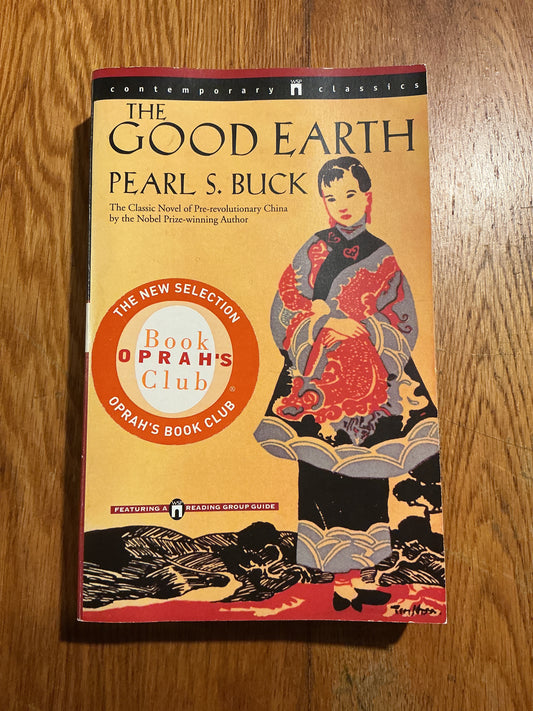 contemporary WSP classics
THE
GOOD EARTH
PEARL S. BUCK
The Classic Novel of Pre-revolutionary China
by the Nobel Prize-winning Author
THE NEW SELECTION
Book
OPRAH'S
Club
®
OPRAH'S BOOK CLUB
FEATURING A WSP READING GROUP GUIDE